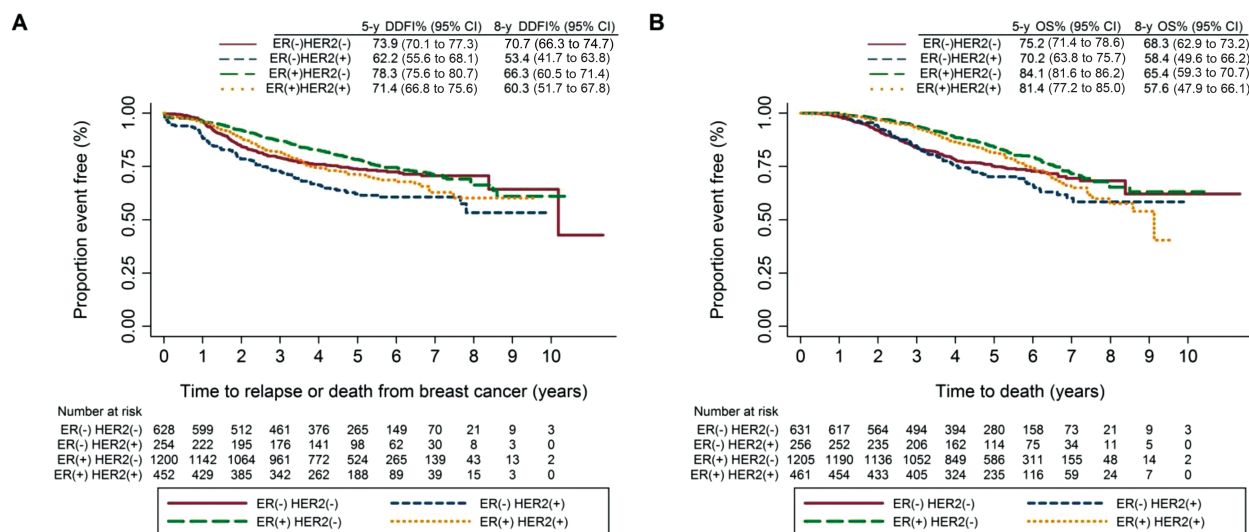 A
5-y DDFI% (95% CI) 8-y DDFI% (95% CI)
ER(-)HER2(-) 73.9 (70.1 to 77.3) 70.7 (66.3 to 74.7)
ER(-)HER2(+) 62.2 (55.6 to 68.1) 53.4 (41.7 to 63.8)
ER(+)HER2(-) 78.3 (75.6 to 80.7) 66.3 (60.5 to 71.4)
ER(+)HER2(+) 71.4 (66.8 to 75.6) 60.3 (51.7 to 67.8)
Proportion event free (%)
1.00
0.75
0.50
0.25
0.00
0 1 2 3 4 5 6 7 8 9 10
Time to relapse or death from breast cancer (years)
Number at risk
ER(-) HER2(-) 628 599 512 461 376 265 149 70 21 9 3
ER(-) HER2(+) 254 222 195 176 141 98 62 30 8 3 0
ER(+) HER2(-) 1200 1142 1064 961 772 524 265 139 43 13 2
ER(+) HER2(+) 452 429 385 342 262 188 89 39 15 3 0
ER(-) HER2(-) ER(-) HER2(+)
ER(+) HER2(-) ER(+) HER2(+)
B
5-y OS% (95% CI) 8-y OS% (95% CI)
ER(-)HER2(-) 75.2 (71.4 to 78.6) 68.3 (62.9 to 73.2)
ER(-)HER2(+) 70.2 (63.8 to 75.7) 58.4 (49.6 to 66.2)
ER(+)HER2(-) 84.1 (81.6 to 86.2) 65.4 (59.3 to 70.7)
ER(+)HER2(+) 81.4 (77.2 to 85.0) 57.6 (47.9 to 66.1)
Proportion event free (%)
1.00
0.75
0.50
0.25
0.00
0 1 2 3 4 5 6 7 8 9 10
Time to death (years)
Number at risk
ER(-) HER2(-) 631 617 564 494 394 280 158 73 21 9 3
ER(-) HER2(+) 256 252 235 206 162 114 75 34 11 5 0
ER(+) HER2(-) 1205 1190 1136 1052 849 586 311 155 48 14 2
ER(+) HER2(+) 461 454 433 405 324 235 116 59 24 7 0
ER(-) HER2(-) ER(-) HER2(+)
ER(+) HER2(-) ER(+) HER2(+)